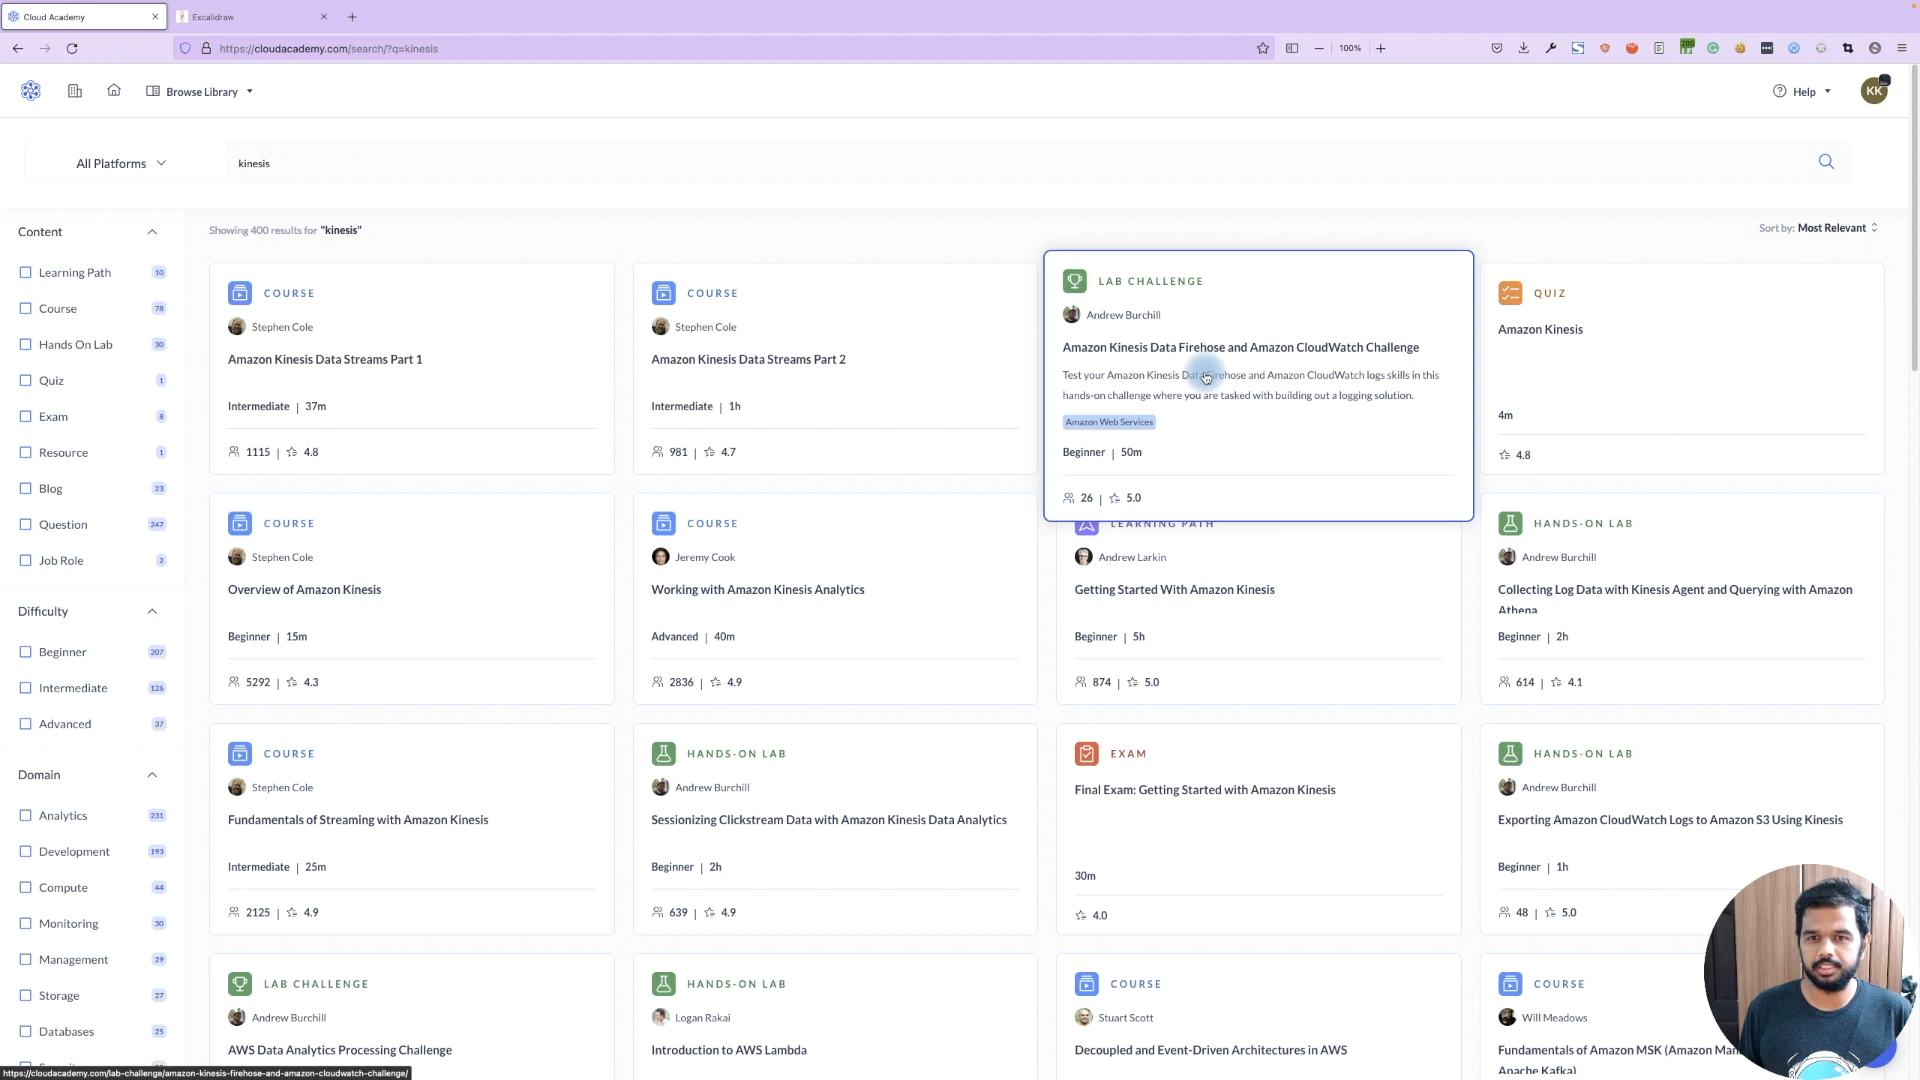 Cloud Academy
Excalidraw
https://cloudacademy.com/search/?q=kinesis
100%
200
Browse Library
Help
KK
All Platforms
kinesis
Content
Showing 400 results for "kinesis"
Sort by: Most Relevant
Learning Path 10
Course 78
Hands On Lab 30
Quiz 1
Exam 8
Resource 1
Blog 23
Question 247
Job Role 2
Difficulty
Beginner 207
Intermediate 126
Advanced 37
Domain
Analytics 231
Development 193
Compute 44
Monitoring 30
Management 29
Storage 27
Databases 25
COURSE
Stephen Cole
Amazon Kinesis Data Streams Part 1
Intermediate | 37m
1115 | 4.8
COURSE
Stephen Cole
Amazon Kinesis Data Streams Part 2
Intermediate | 1h
981 | 4.7
LAB CHALLENGE
Andrew Burchill
Amazon Kinesis Data Firehose and Amazon CloudWatch Challenge
Test your Amazon Kinesis Data Firehose and Amazon CloudWatch logs skills in this
hands-on challenge where you are tasked with building out a logging solution.
Amazon Web Services
Beginner | 50m
26 | 5.0
QUIZ
Amazon Kinesis
4m
4.8
COURSE
Stephen Cole
Overview of Amazon Kinesis
Beginner | 15m
5292 | 4.3
COURSE
Jeremy Cook
Working with Amazon Kinesis Analytics
Advanced | 40m
2836 | 4.9
LEARNING PATH
Andrew Larkin
Getting Started With Amazon Kinesis
Beginner | 5h
874 | 5.0
HANDS-ON LAB
Andrew Burchill
Collecting Log Data with Kinesis Agent and Querying with Amazon
Athena
Beginner | 2h
614 | 4.1
COURSE
Stephen Cole
Fundamentals of Streaming with Amazon Kinesis
Intermediate | 25m
2125 | 4.9
HANDS-ON LAB
Andrew Burchill
Sessionizing Clickstream Data with Amazon Kinesis Data Analytics
Beginner | 2h
639 | 4.9
EXAM
Final Exam: Getting Started with Amazon Kinesis
30m
4.0
HANDS-ON LAB
Andrew Burchill
Exporting Amazon CloudWatch Logs to Amazon S3 Using Kinesis
Beginner | 1h
48 | 5.0
LAB CHALLENGE
Andrew Burchill
AWS Data Analytics Processing Challenge
HANDS-ON LAB
Logan Rakai
Introduction to AWS Lambda
COURSE
Stuart Scott
Decoupled and Event-Driven Architectures in AWS
COURSE
Will Meadows
Fundamentals of Amazon MSK (Amazon
Apache Kafka)
https://cloudacademy.com/lab-challenge/amazon-kinesis-firehose-and-amazon-cloudwatch-challenge/